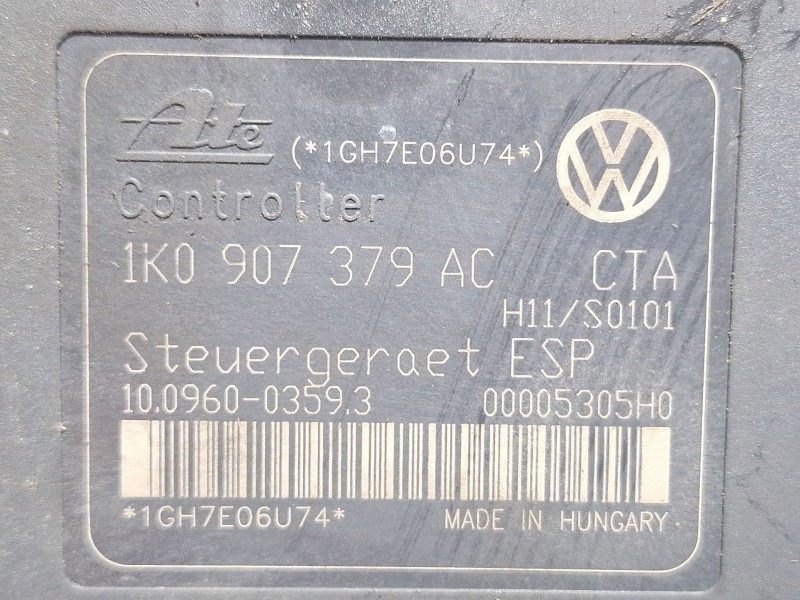 Ate (*1GH7E06U74*)
Controller
1K0 907 379 AC CTA
H11/S0101
Steuergeraet ESP
10.0960-0359.3 00005305H0
*1GH7E06U74* MADE IN HUNGARY